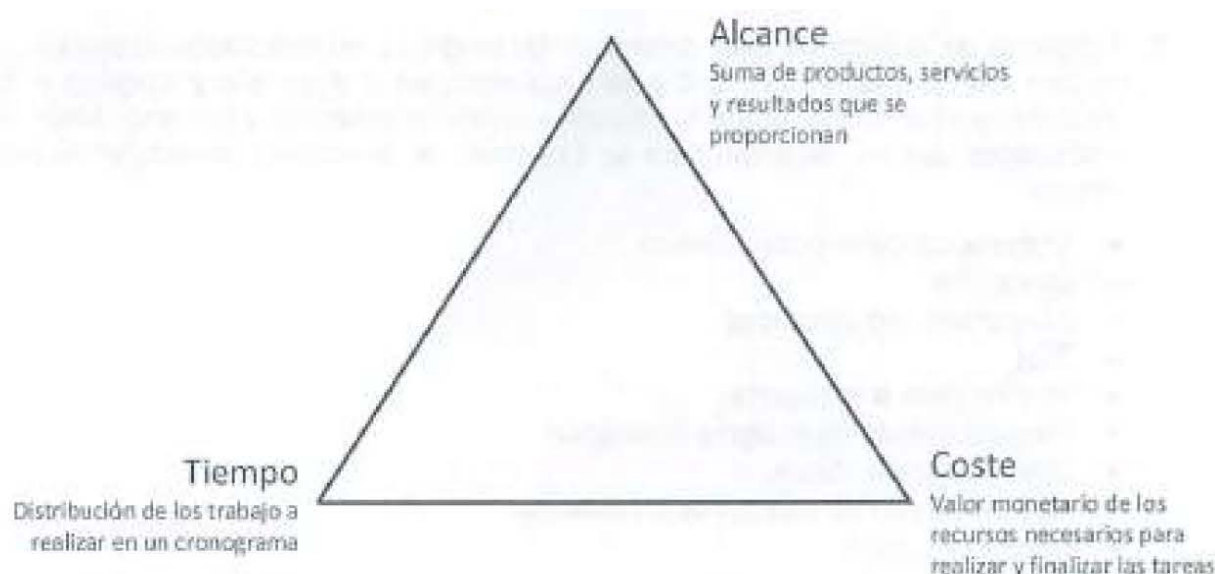 Alcance
Suma de productos, servicios
y resultados que se
proporcionan
Tiempo
Distribución de los trabajo a
realizar en un cronograma
Coste
Valor monetario de los
recursos necesarios para
realizar y finalizar las tareas